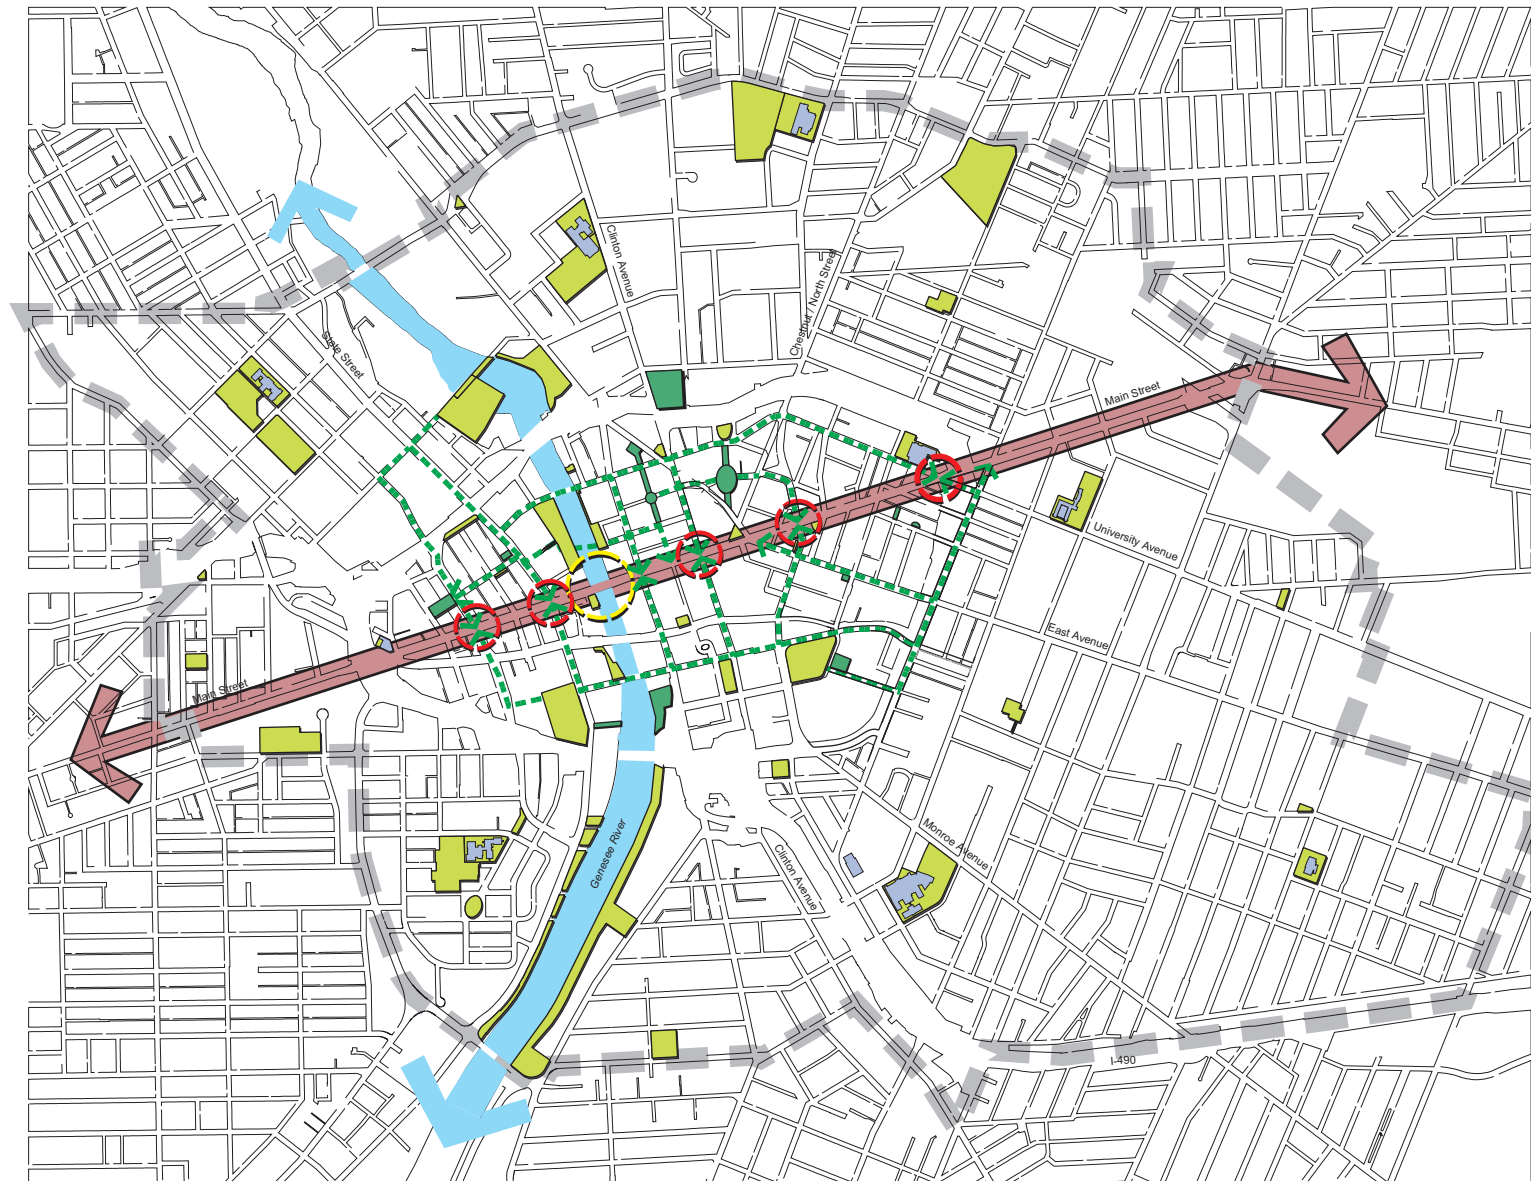 Clinton Avenue
Chestnut / North Street
State Street
Main Street
University Avenue
East Avenue
Main Street
Genesee River
Clinton Avenue
Monroe Avenue
I-490